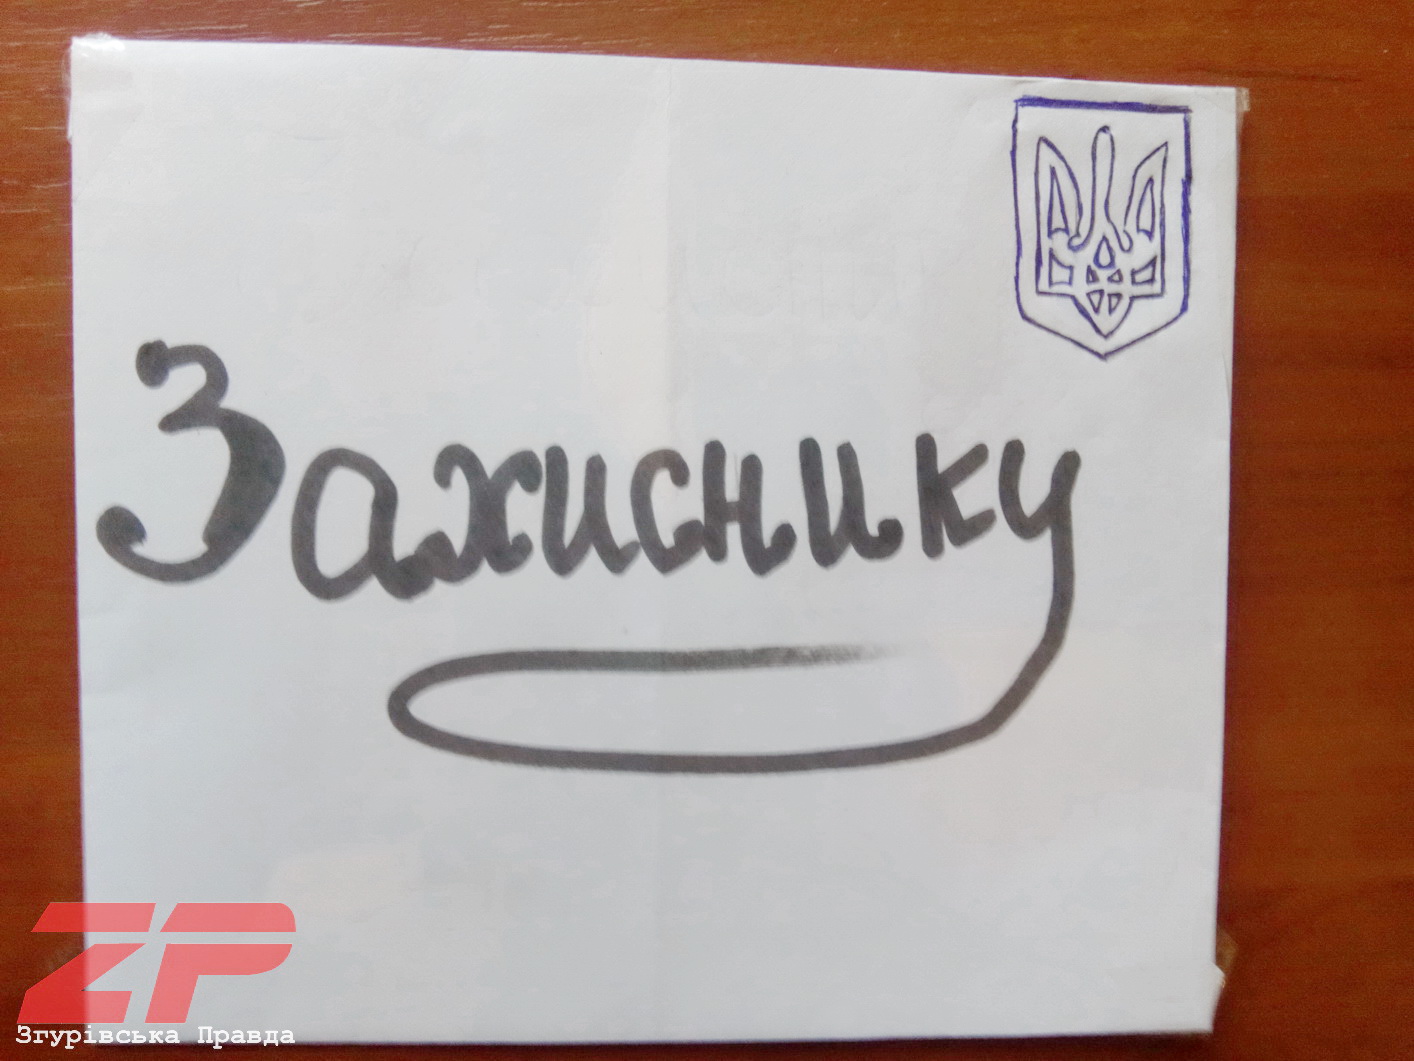 Захиснику
ZP
Згурівська Правда